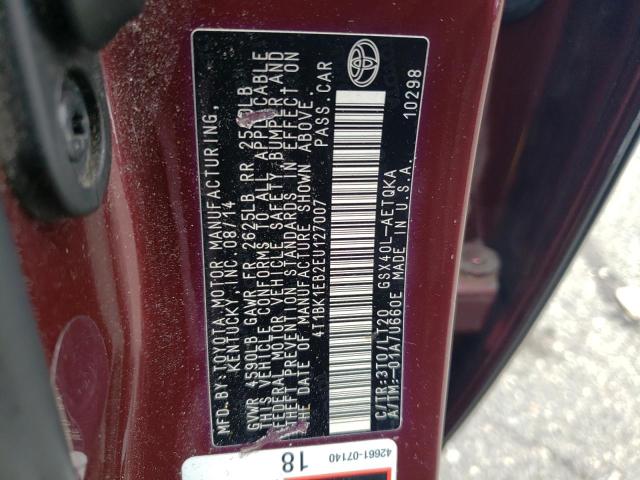 MFD. BY: TOYOTA MOTOR MANUFACTURING,
KENTUCKY, INC. 08/14
GVWR 4590LB GAWR FR 2625LB RR LB
THIS VEHICLE CONFORMS TO ALL APPLICABLE
FEDERAL MOTOR VEHICLE SAFETY, BUMPER, AND
THEFT PREVENTION STANDARDS IN EFFECT ON
THE DATE OF MANUFACTURE SHOWN ABOVE.
4T1BK1EB2EU127007 PASS. CAR
C/TR:3T0/LT20 GSX40L-AETQKA
A/TM:-01A/U660E MADE IN U.S.A.
10298
42661-07140
18